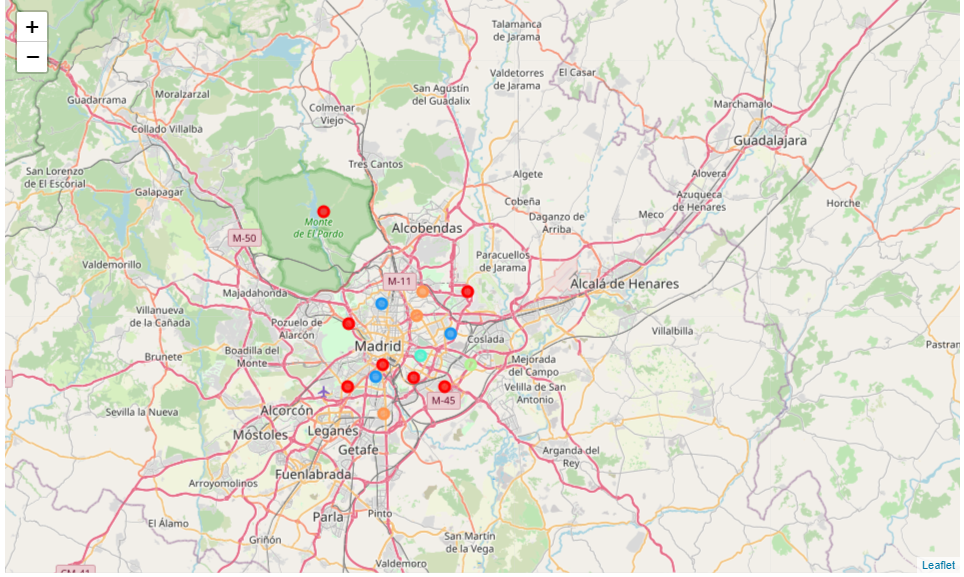 +
−
Talamanca
de Jarama
Valdetorres
de Jarama
El Casar
San Agustín
del Guadalix
Guadarrama
Moralzarzal
Colmenar
Viejo
Collado Villalba
Marchamalo
Guadalajara
San Lorenzo
de El Escorial
Tres Cantos
Galapagar
Algete
Alovera
Azuqueca
de Henares
Cobeña
Meco
Horche
Daganzo de
Arriba
Monte
de El Pardo
Alcobendas
M-50
Paracuellos
de Jarama
Valdemorillo
M-11
Alcalá de Henares
Majadahonda
Villanueva
de la Cañada
Pozuelo de
Alarcón
Villalbilla
Coslada
Madrid
Pastran
Brunete
Boadilla del
Monte
Mejorada
del Campo
Velilla de San
Antonio
M-45
Sevilla la Nueva
Alcorcón
Móstoles
Leganés
Getafe
Arganda del
Rey
Fuenlabrada
Arroyomolinos
Parla
Pinto
El Álamo
Griñón
San Martín
de la Vega
Valdemoro
CM-41
Leaflet